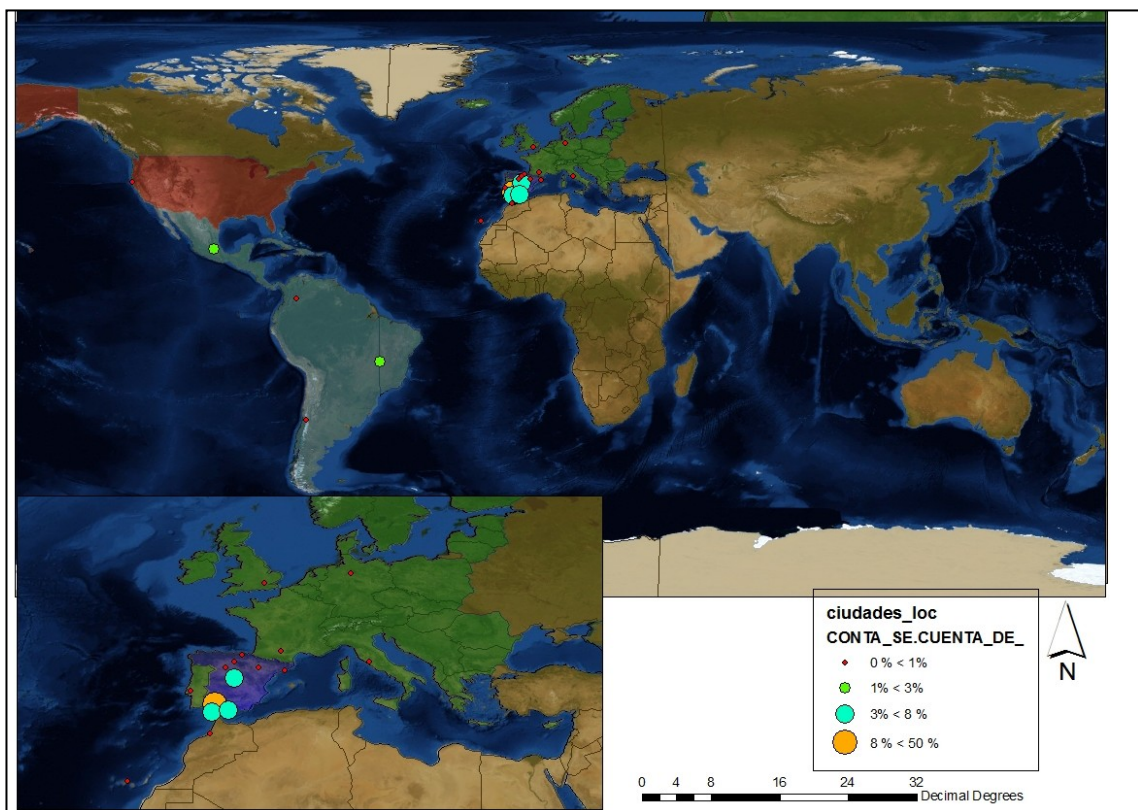 ciudades_loc
CONTA_SE.CUENTA_DE_
0 % < 1%
1% < 3%
3% < 8 %
8 % < 50 %
N
0 2 4 8 16 24 32
Decimal Degrees